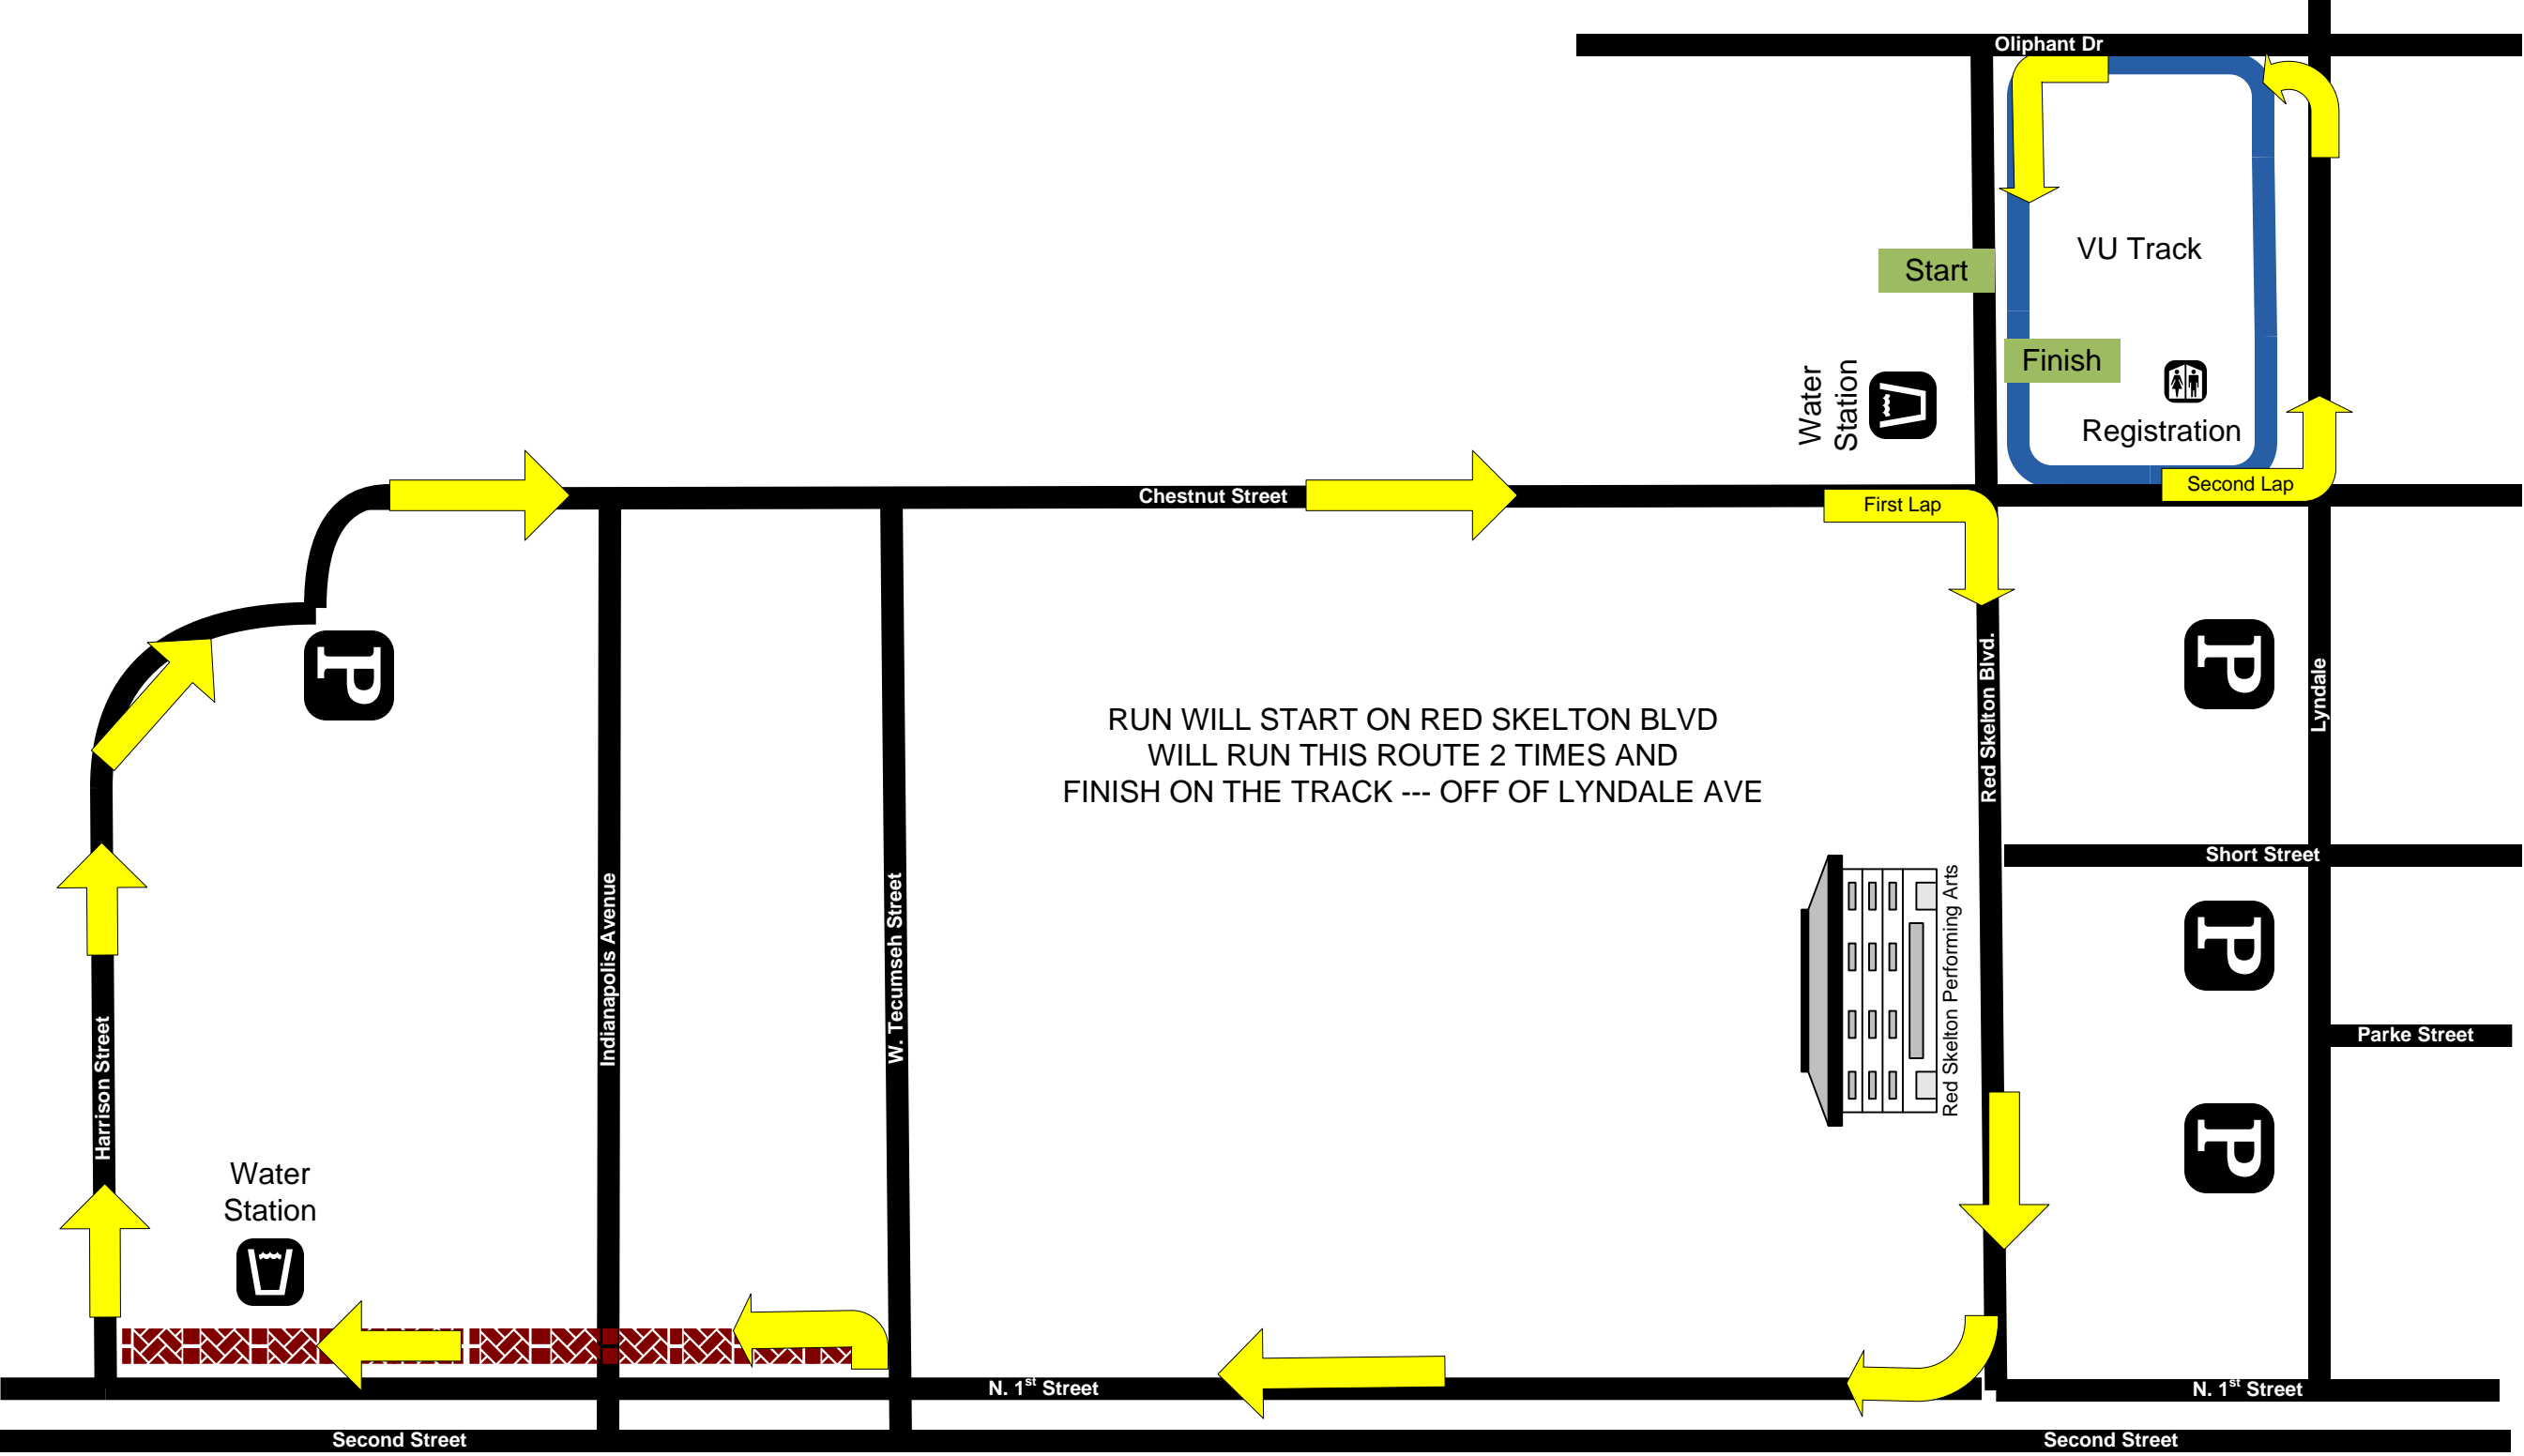 Oliphant Dr
VU Track
Start
Finish
Water
Station
Registration
Second Lap
Chestnut Street
First Lap
RUN WILL START ON RED SKELTON BLVD
WILL RUN THIS ROUTE 2 TIMES AND
FINISH ON THE TRACK --- OFF OF LYNDALE AVE
Red Skelton Blvd.
Lyndale
P
P
Short Street
Indianapolis Avenue
W. Tecumseh Street
Red Skelton Performing Arts
P
Parke Street
Harrison Street
P
Water
Station
N. 1st Street
N. 1st Street
Second Street
Second Street